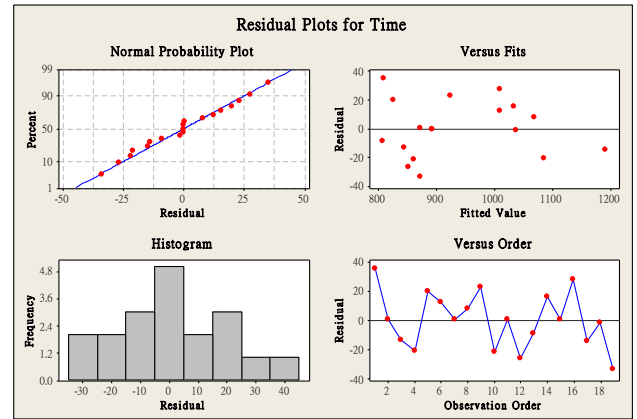 Residual Plots for Time
Normal Probability Plot
99
90
50
10
1
Percent
-50 -25 0 25 50
Residual
Versus Fits
40
20
0
-20
-40
Residual
800 900 1000 1100 1200
Fitted Value
Histogram
4.8
3.6
2.4
1.2
0.0
Frequency
-30 -20 -10 0 10 20 30 40
Residual
Versus Order
40
20
0
-20
-40
Residual
2 4 6 8 10 12 14 16 18
Observation Order